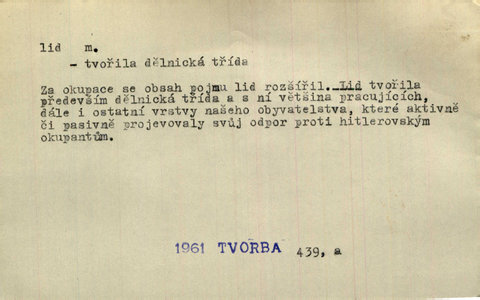 lid m.
- tvořila dělnická třída
Za okupace se obsah pojmu lid rozšířil. Lid tvořila
především dělnická třída a s ní většina pracujících,
dále i ostatní vrstvy našeho obyvatelstva, které aktivně
či pasivně projevovaly svůj odpor proti hitlerovským
okupantům.
1961 TVORBA 439, a